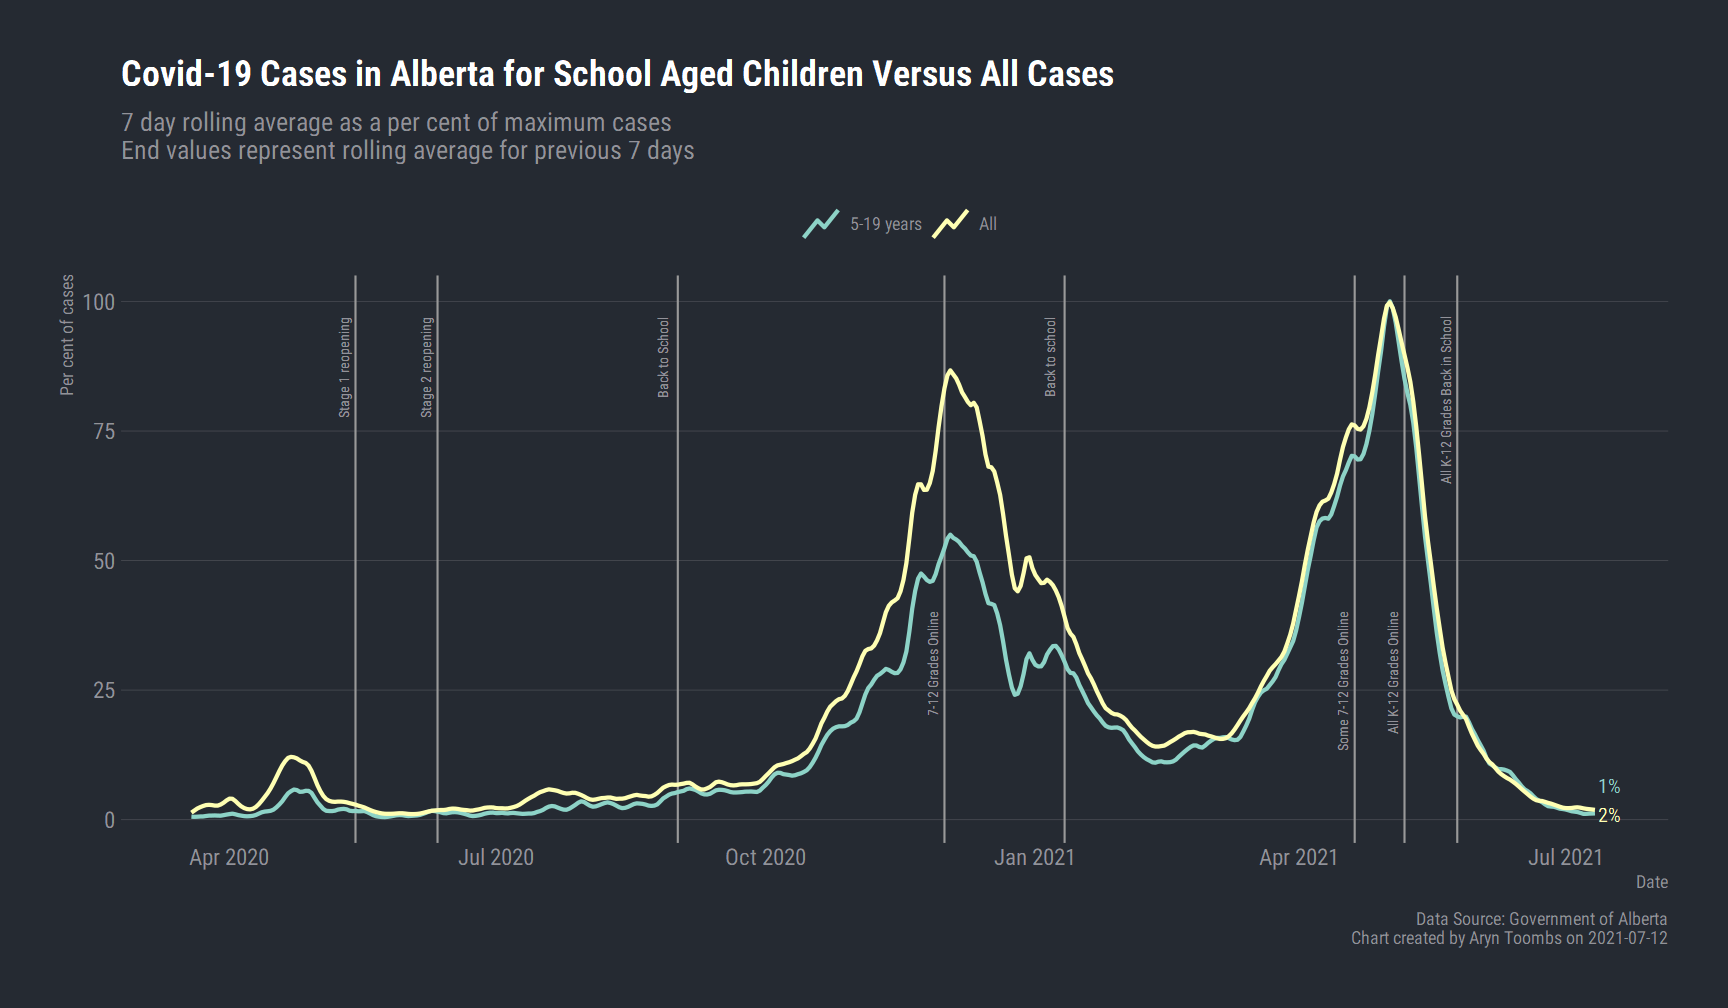 Covid-19 Cases in Alberta for School Aged Children Versus All Cases
7 day rolling average as a per cent of maximum cases
End values represent rolling average for previous 7 days
5-19 years
All
Per cent of cases
100
75
50
25
0
Stage 1 reopening
Stage 2 reopening
Back to School
7-12 Grades Online
Back to school
Some 7-12 Grades Online
All K-12 Grades Online
All K-12 Grades Back in School
1%
2%
Apr 2020
Jul 2020
Oct 2020
Jan 2021
Apr 2021
Jul 2021
Date
Data Source: Government of Alberta
Chart created by Aryn Toombs on 2021-07-12